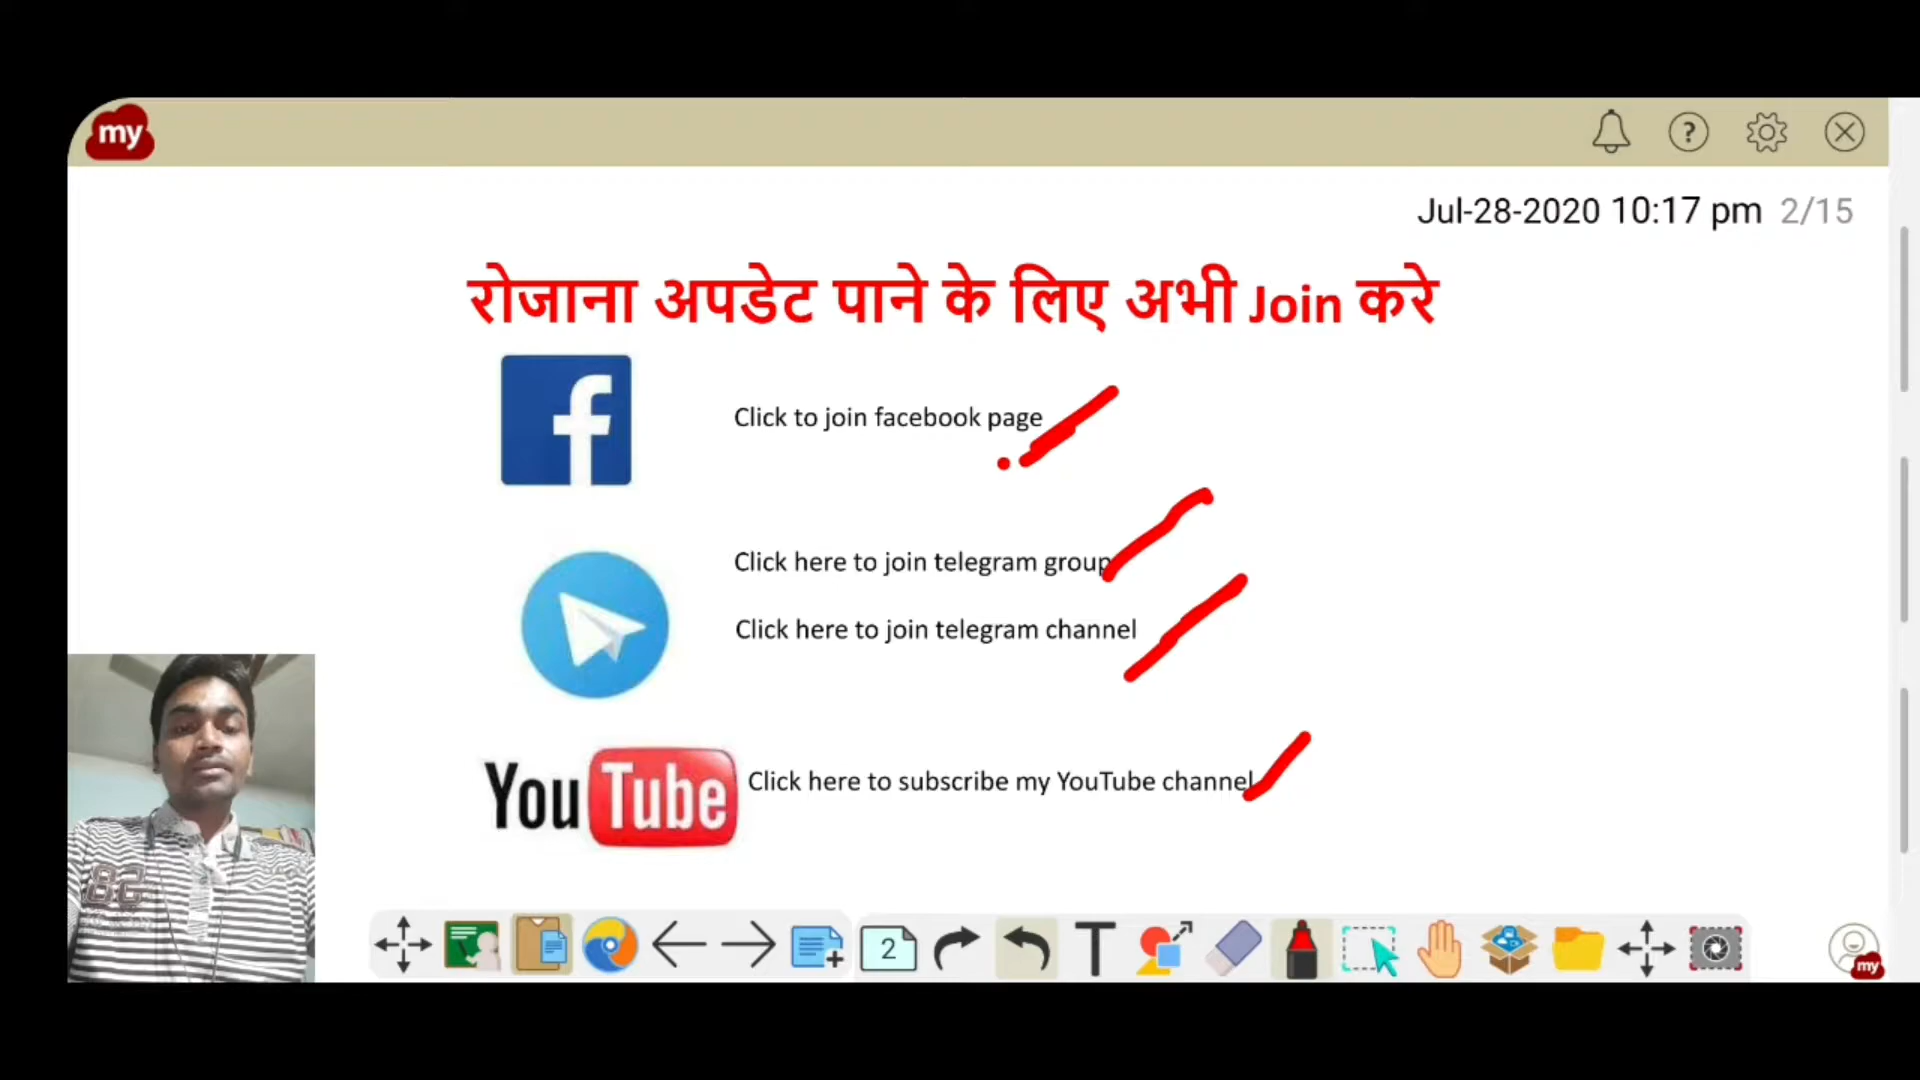 my
Jul-28-2020 10:17 pm 2/15
रोजाना अपडेट पाने के लिए अभी Join करे
f
Click to join facebook page
Click here to join telegram group
Click here to join telegram channel
YouTube Click here to subscribe my YouTube channel
82
2
T
my